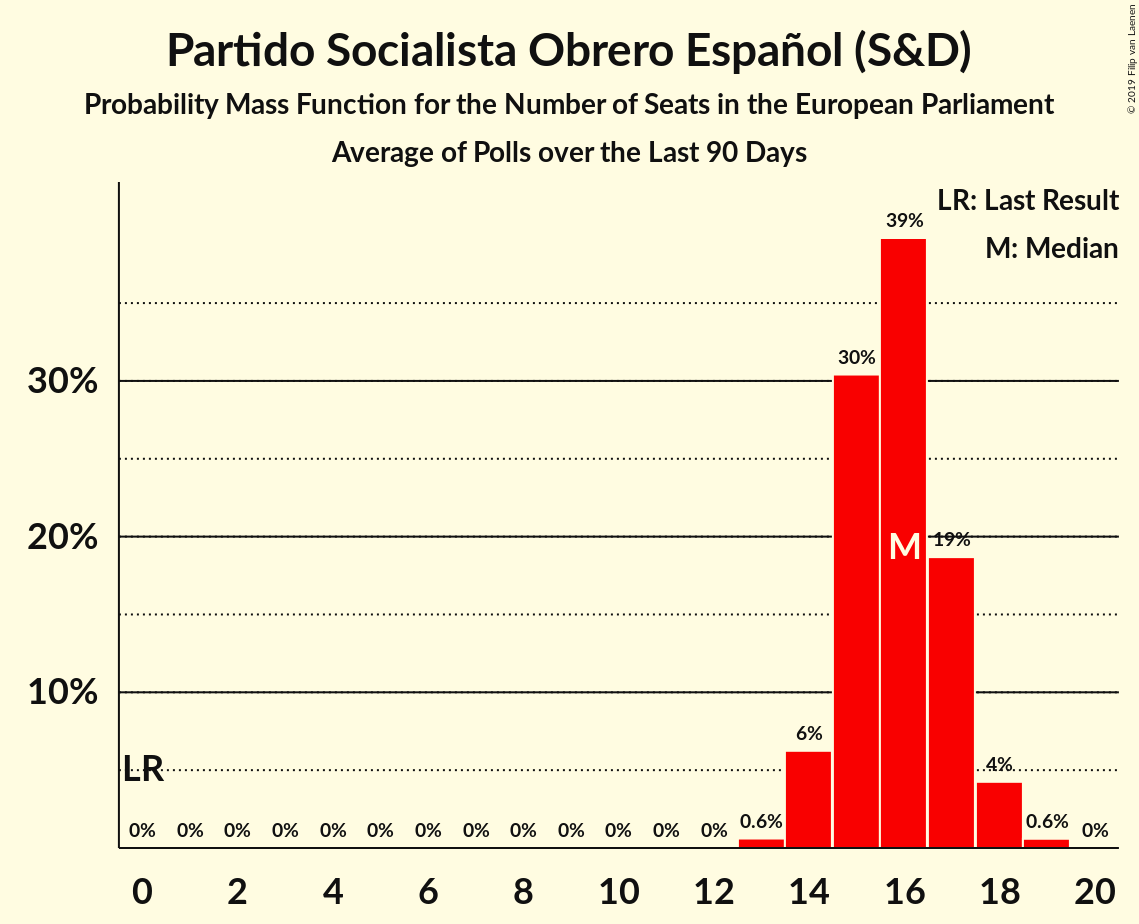 Partido Socialista Obrero Español (S&D)
Probability Mass Function for the Number of Seats in the European Parliament
Average of Polls over the Last 90 Days
© 2019 Filip van Laenen
LR: Last Result
M: Median
39%
30%
30%
20%
M
19%
10%
6%
LR
4%
0% 0% 0% 0% 0% 0% 0% 0% 0% 0% 0% 0% 0% 0.6% 0.6% 0%
0 2 4 6 8 10 12 14 16 18 20